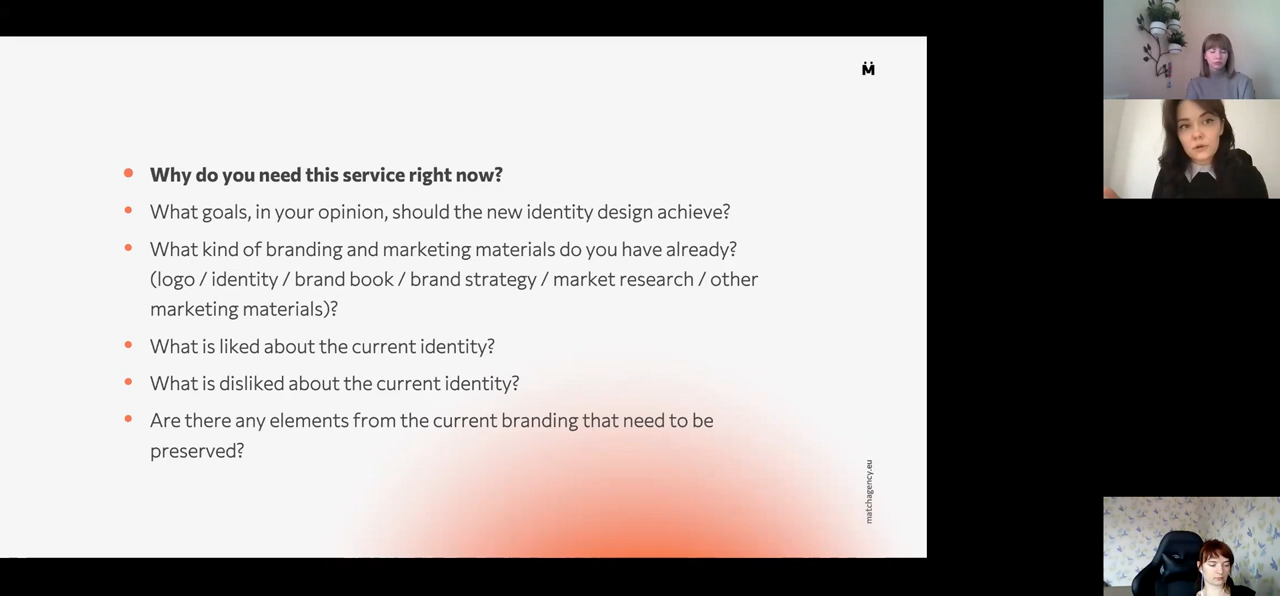 M̈
Why do you need this service right now?
What goals, in your opinion, should the new identity design achieve?
What kind of branding and marketing materials do you have already?
(logo / identity / brand book / brand strategy / market research / other
marketing materials)?
What is liked about the current identity?
What is disliked about the current identity?
Are there any elements from the current branding that need to be
preserved?
matchagency.eu